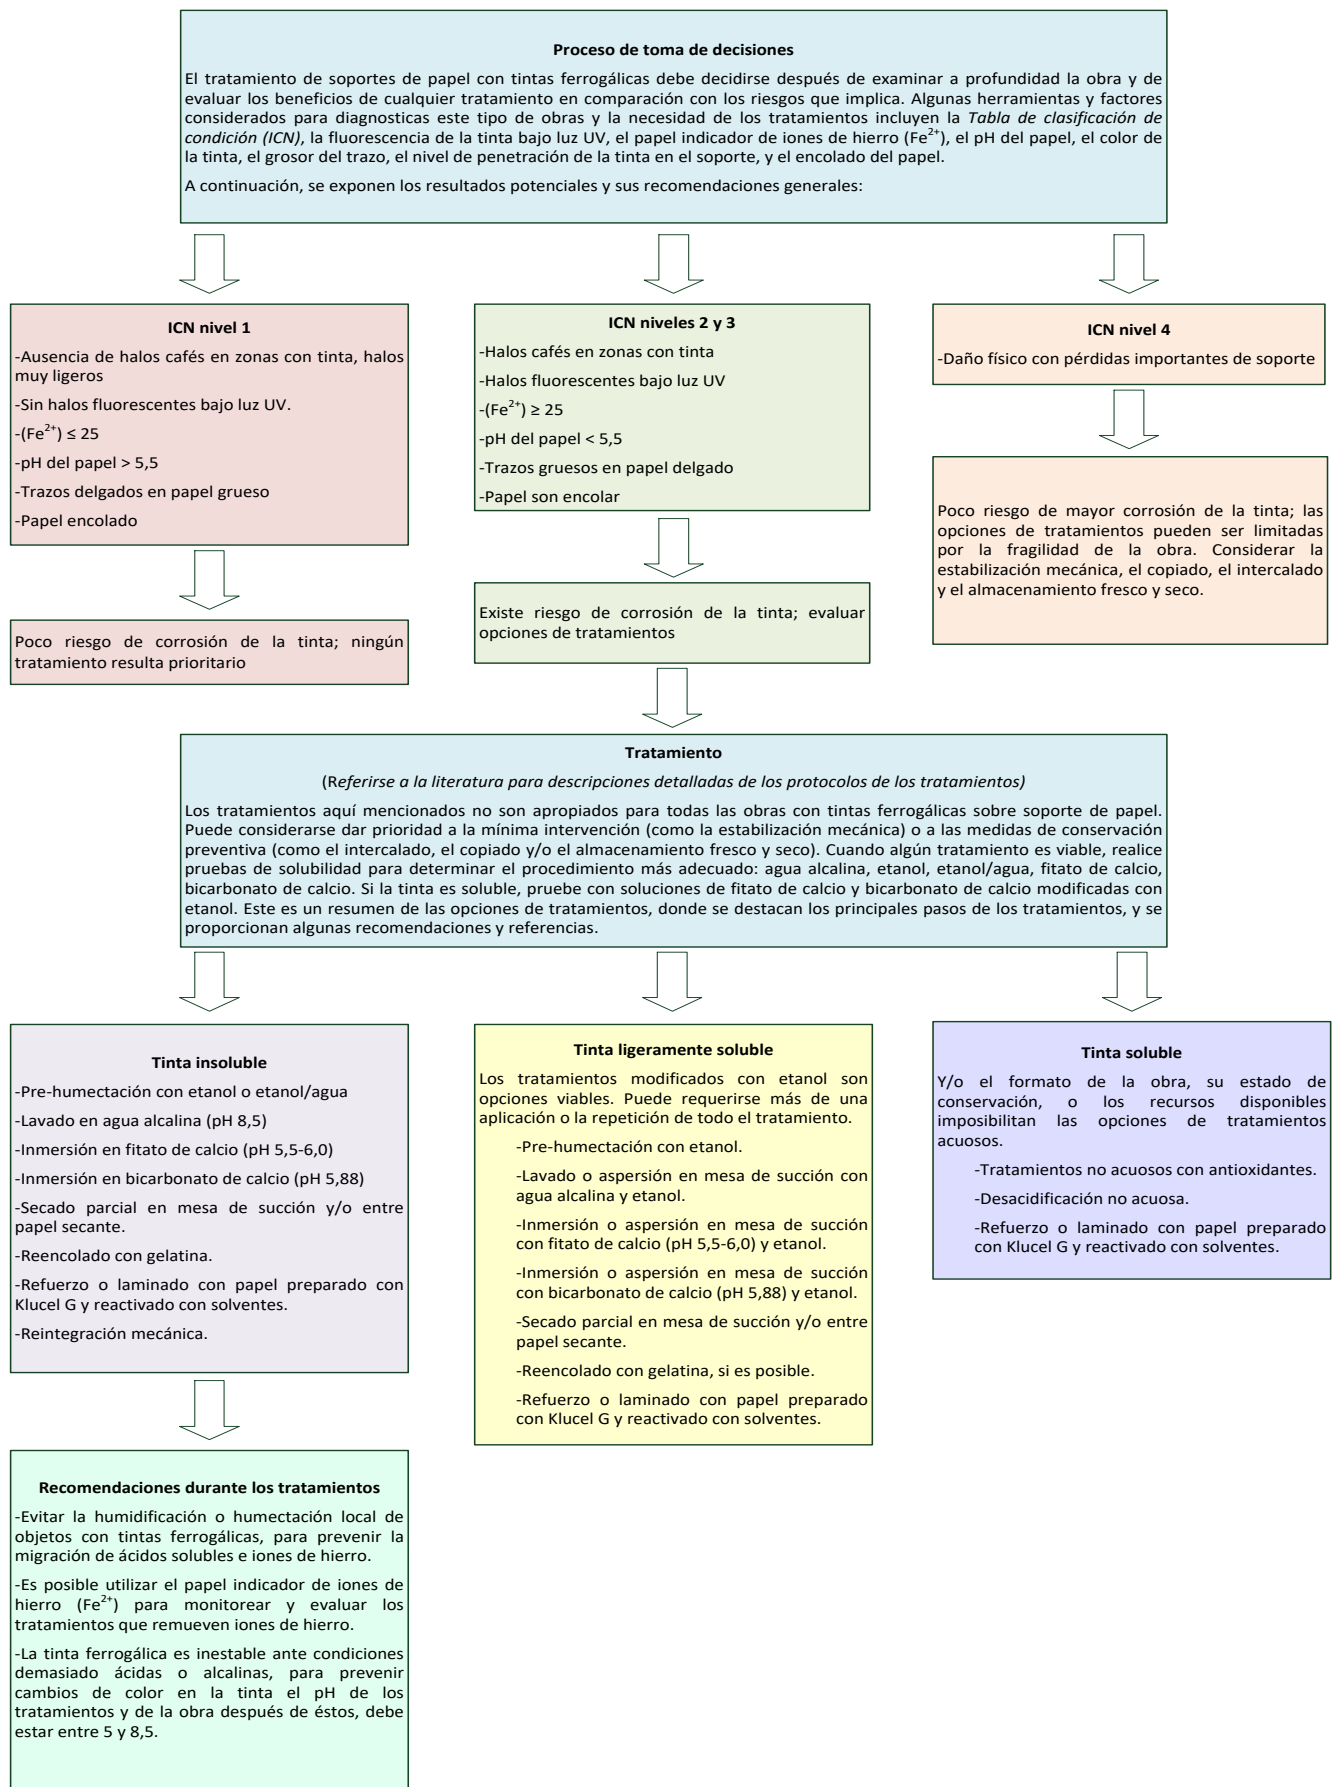 Proceso de toma de decisiones
El tratamiento de soportes de papel con tintas ferrogálicas debe decidirse después de examinar a profundidad la obra y de
evaluar los beneficios de cualquier tratamiento en comparación con los riesgos que implica. Algunas herramientas y factores
considerados para diagnosticas este tipo de obras y la necesidad de los tratamientos incluyen la Tabla de clasificación de
condición (ICN), la fluorescencia de la tinta bajo luz UV, el papel indicador de iones de hierro (Fe²⁺), el pH del papel, el color de
la tinta, el grosor del trazo, el nivel de penetración de la tinta en el soporte, y el encolado del papel.
A continuación, se exponen los resultados potenciales y sus recomendaciones generales:
ICN nivel 1
-Ausencia de halos cafés en zonas con tinta, halos
muy ligeros
-Sin halos fluorescentes bajo luz UV.
-(Fe²⁺) ≤ 25
-pH del papel > 5,5
-Trazos delgados en papel grueso
-Papel encolado
Poco riesgo de corrosión de la tinta; ningún
tratamiento resulta prioritario
ICN niveles 2 y 3
-Halos cafés en zonas con tinta
-Halos fluorescentes bajo luz UV
-(Fe²⁺) ≥ 25
-pH del papel < 5,5
-Trazos gruesos en papel delgado
-Papel son encolar
Existe riesgo de corrosión de la tinta; evaluar
opciones de tratamientos
ICN nivel 4
-Daño físico con pérdidas importantes de soporte
Poco riesgo de mayor corrosión de la tinta; las
opciones de tratamientos pueden ser limitadas
por la fragilidad de la obra. Considerar la
estabilización mecánica, el copiado, el intercalado
y el almacenamiento fresco y seco.
Tratamiento
(Referirse a la literatura para descripciones detalladas de los protocolos de los tratamientos)
Los tratamientos aquí mencionados no son apropiados para todas las obras con tintas ferrogálicas sobre soporte de papel.
Puede considerarse dar prioridad a la mínima intervención (como la estabilización mecánica) o a las medidas de conservación
preventiva (como el intercalado, el copiado y/o el almacenamiento fresco y seco). Cuando algún tratamiento es viable, realice
pruebas de solubilidad para determinar el procedimiento más adecuado: agua alcalina, etanol, etanol/agua, fitato de calcio,
bicarbonato de calcio. Si la tinta es soluble, pruebe con soluciones de fitato de calcio y bicarbonato de calcio modificadas con
etanol. Este es un resumen de las opciones de tratamientos, donde se destacan los principales pasos de los tratamientos, y se
proporcionan algunas recomendaciones y referencias.
Tinta insoluble
-Pre-humectación con etanol o etanol/agua
-Lavado en agua alcalina (pH 8,5)
-Inmersión en fitato de calcio (pH 5,5-6,0)
-Inmersión en bicarbonato de calcio (pH 5,88)
-Secado parcial en mesa de succión y/o entre
papel secante.
-Reencolado con gelatina.
-Refuerzo o laminado con papel preparado con
Klucel G y reactivado con solventes.
-Reintegración mecánica.
Tinta ligeramente soluble
Los tratamientos modificados con etanol son
opciones viables. Puede requerirse más de una
aplicación o la repetición de todo el tratamiento.
-Pre-humectación con etanol.
-Lavado o aspersión en mesa de succión con
agua alcalina y etanol.
-Inmersión o aspersión en mesa de succión
con fitato de calcio (pH 5,5-6,0) y etanol.
-Inmersión o aspersión en mesa de succión
con bicarbonato de calcio (pH 5,88) y etanol.
-Secado parcial en mesa de succión y/o entre
papel secante.
-Reencolado con gelatina, si es posible.
-Refuerzo o laminado con papel preparado
con Klucel G y reactivado con solventes.
Tinta soluble
Y/o el formato de la obra, su estado de
conservación, o los recursos disponibles
imposibilitan las opciones de tratamientos
acuosos.
-Tratamientos no acuosos con antioxidantes.
-Desacidificación no acuosa.
-Refuerzo o laminado con papel preparado
con Klucel G y reactivado con solventes.
Recomendaciones durante los tratamientos
-Evitar la humidificación o humectación local de
objetos con tintas ferrogálicas, para prevenir la
migración de ácidos solubles e iones de hierro.
-Es posible utilizar el papel indicador de iones de
hierro (Fe²⁺) para monitorear y evaluar los
tratamientos que remueven iones de hierro.
-La tinta ferrogálica es inestable ante condiciones
demasiado ácidas o alcalinas, para prevenir
cambios de color en la tinta el pH de los
tratamientos y de la obra después de éstos, debe
estar entre 5 y 8,5.